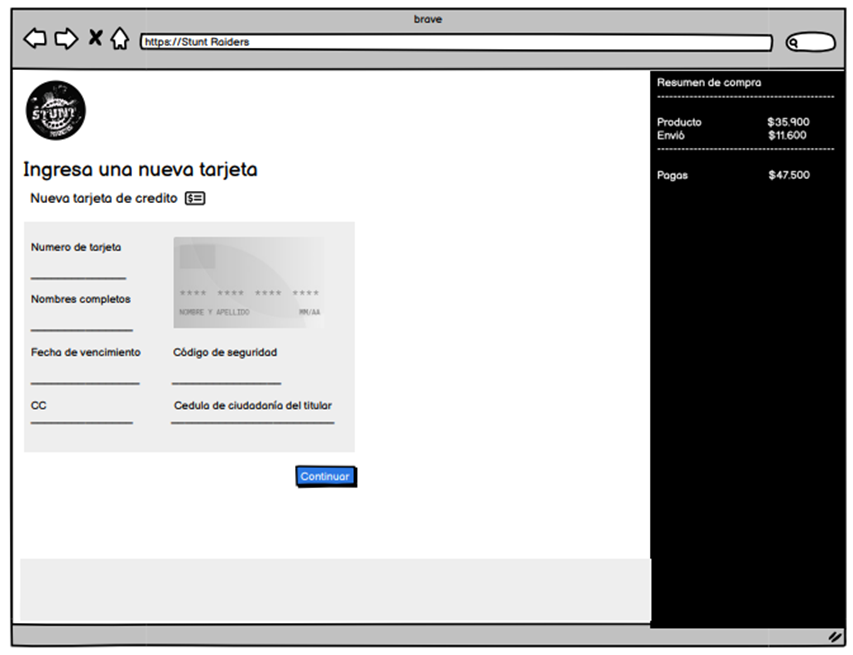 brave
https://Stunt Raiders
STUNT
Ingresa una nueva tarjeta
Nueva tarjeta de credito
Numero de tarjeta
Nombres completos
**** **** **** ****
NOMBRE Y APELLIDO MM/AA
Fecha de vencimiento Código de seguridad
CC Cedula de ciudadanía del titular
Continuar
Resumen de compra
Producto $35.900
Envió $11.600
Pagas $47.500